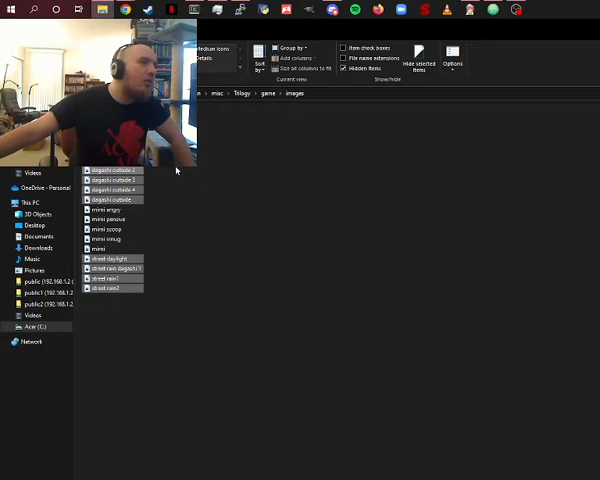 Medium icons
Details
Sort by
Group by
Add columns
Size all columns to fit
Current view
Item check boxes
File name extensions
Hidden items
Hide selected items
Show/hide
Options
misc > Trilogy > game > images
Videos
OneDrive - Personal
This PC
3D Objects
Desktop
Documents
Downloads
Music
Pictures
public (192.168.1.2 (
public1 (192.168.1.
public2 (192.168.1.
Videos
Acer (C:)
Network
dagashi outside 2
dagashi outside 3
dagashi outside 4
dagashi outside
mimi angry
mimi pensive
mimi scoop
mimi smug
mimi
street daylight
street rain dagashi 1
street rain1
street rain2